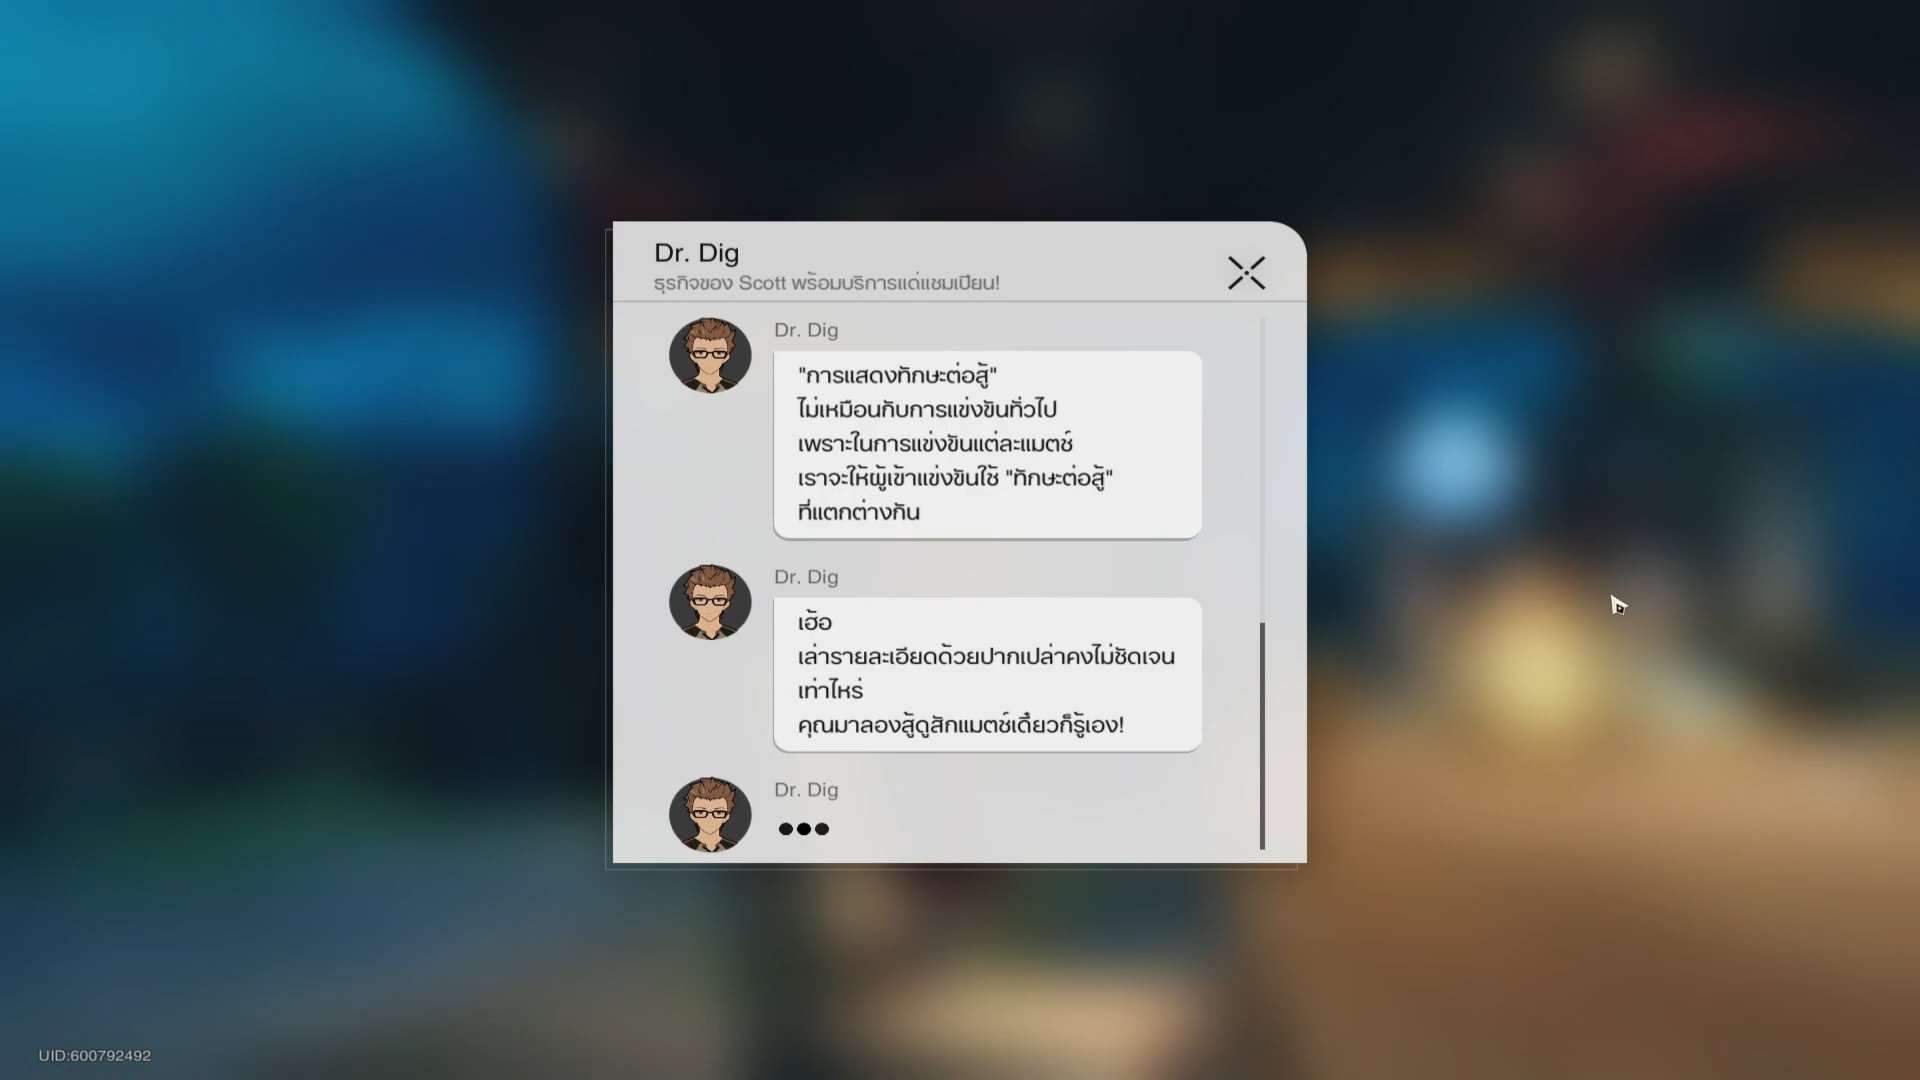 Dr. Dig
ธุรกิจของ Scott พร้อมบริการแด่แชมเปียน!
Dr. Dig
"การแสดงทักษะต่อสู้"
ไม่เหมือนกับการแข่งขันทั่วไป
เพราะในการแข่งขันแต่ละแมตช์
เราจะให้ผู้เข้าแข่งขันใช้ "ทักษะต่อสู้"
ที่แตกต่างกัน
Dr. Dig
เฮ้อ
เล่ารายละเอียดด้วยปากเปล่าคงไม่ชัดเจน
เท่าไหร่
คุณมาลองสู้ดูสักแมตช์เดี๋ยวก็รู้เอง!
Dr. Dig
UID:600792492